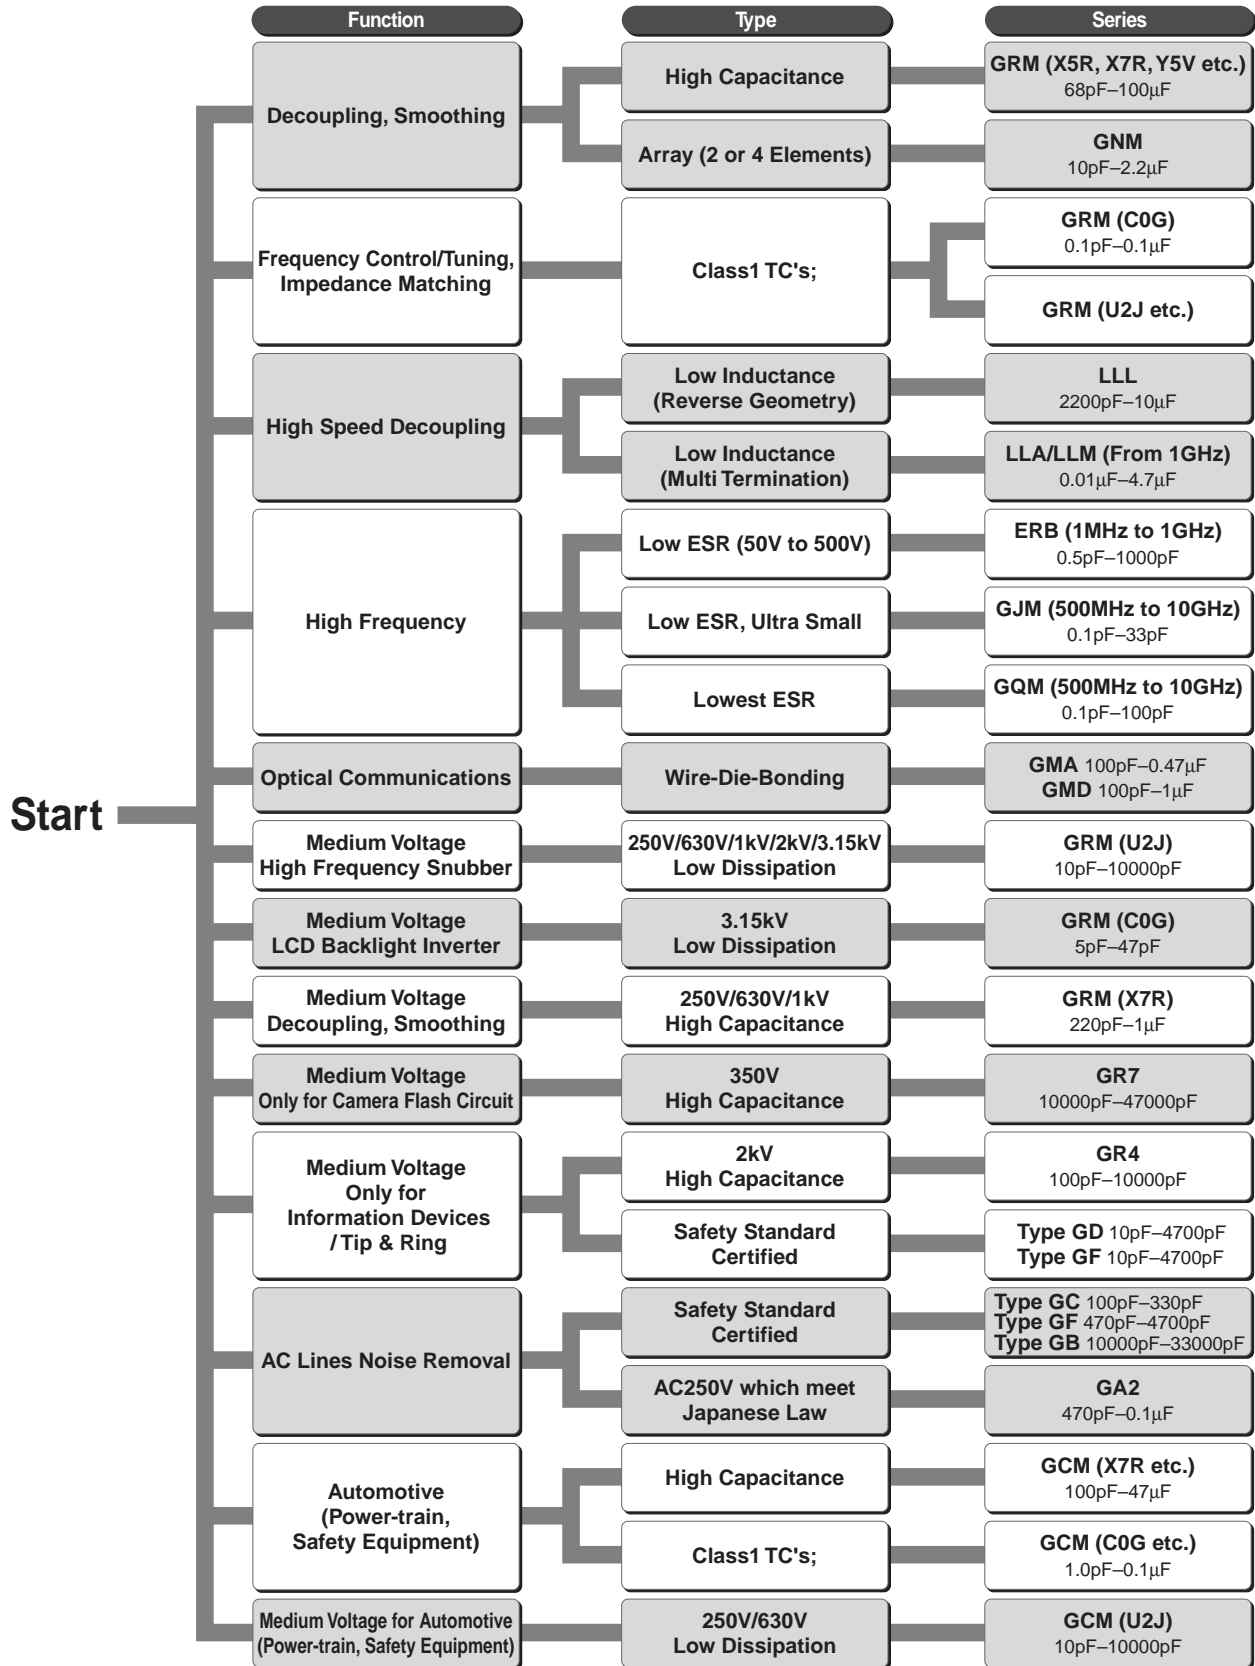 Function
Type
Series
Decoupling, Smoothing
High Capacitance
GRM (X5R, X7R, Y5V etc.)
68pF–100µF
Array (2 or 4 Elements)
GNM
10pF–2.2µF
Frequency Control/Tuning,
Impedance Matching
Class1 TC's;
GRM (C0G)
0.1pF–0.1µF
GRM (U2J etc.)
High Speed Decoupling
Low Inductance
(Reverse Geometry)
LLL
2200pF–10µF
Low Inductance
(Multi Termination)
LLA/LLM (From 1GHz)
0.01µF–4.7µF
High Frequency
Low ESR (50V to 500V)
ERB (1MHz to 1GHz)
0.5pF–1000pF
Low ESR, Ultra Small
GJM (500MHz to 10GHz)
0.1pF–33pF
Lowest ESR
GQM (500MHz to 10GHz)
0.1pF–100pF
Start
Optical Communications
Wire-Die-Bonding
GMA 100pF–0.47µF
GMD 100pF–1µF
Medium Voltage
High Frequency Snubber
250V/630V/1kV/2kV/3.15kV
Low Dissipation
GRM (U2J)
10pF–10000pF
Medium Voltage
LCD Backlight Inverter
3.15kV
Low Dissipation
GRM (C0G)
5pF–47pF
Medium Voltage
Decoupling, Smoothing
250V/630V/1kV
High Capacitance
GRM (X7R)
220pF–1µF
Medium Voltage
Only for Camera Flash Circuit
350V
High Capacitance
GR7
10000pF–47000pF
Medium Voltage
Only for
Information Devices
/ Tip & Ring
2kV
High Capacitance
GR4
100pF–10000pF
Safety Standard
Certified
Type GD 10pF–4700pF
Type GF 10pF–4700pF
AC Lines Noise Removal
Safety Standard
Certified
Type GC 100pF–330pF
Type GF 470pF–4700pF
Type GB 10000pF–33000pF
AC250V which meet
Japanese Law
GA2
470pF–0.1µF
Automotive
(Power-train,
Safety Equipment)
High Capacitance
GCM (X7R etc.)
100pF–47µF
Class1 TC's;
GCM (C0G etc.)
1.0pF–0.1µF
Medium Voltage for Automotive
(Power-train, Safety Equipment)
250V/630V
Low Dissipation
GCM (U2J)
10pF–10000pF